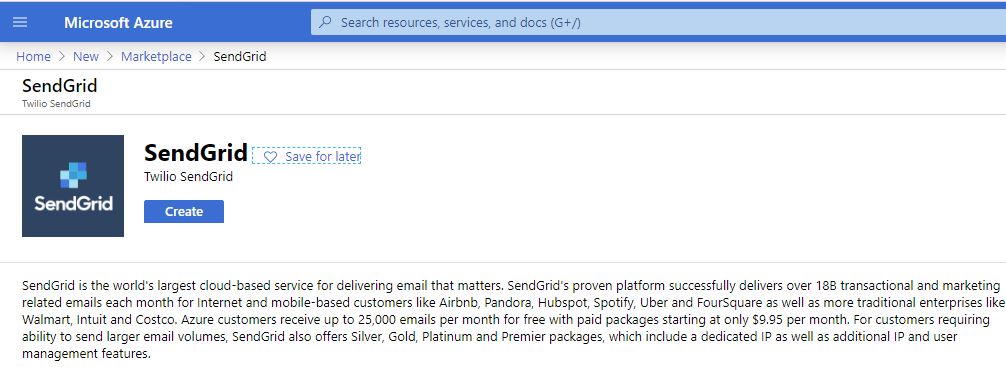 Microsoft Azure
Search resources, services, and docs (G+/)
Home > New > Marketplace > SendGrid
SendGrid
Twilio SendGrid
SendGrid
SendGrid
Save for later
Twilio SendGrid
Create
SendGrid is the world's largest cloud-based service for delivering email that matters. SendGrid's proven platform successfully delivers over 18B transactional and marketing
related emails each month for Internet and mobile-based customers like Airbnb, Pandora, Hubspot, Spotify, Uber and FourSquare as well as more traditional enterprises like
Walmart, Intuit and Costco. Azure customers receive up to 25,000 emails per month for free with paid packages starting at only $9.95 per month. For customers requiring
ability to send larger email volumes, SendGrid also offers Silver, Gold, Platinum and Premier packages, which include a dedicated IP as well as additional IP and user
management features.